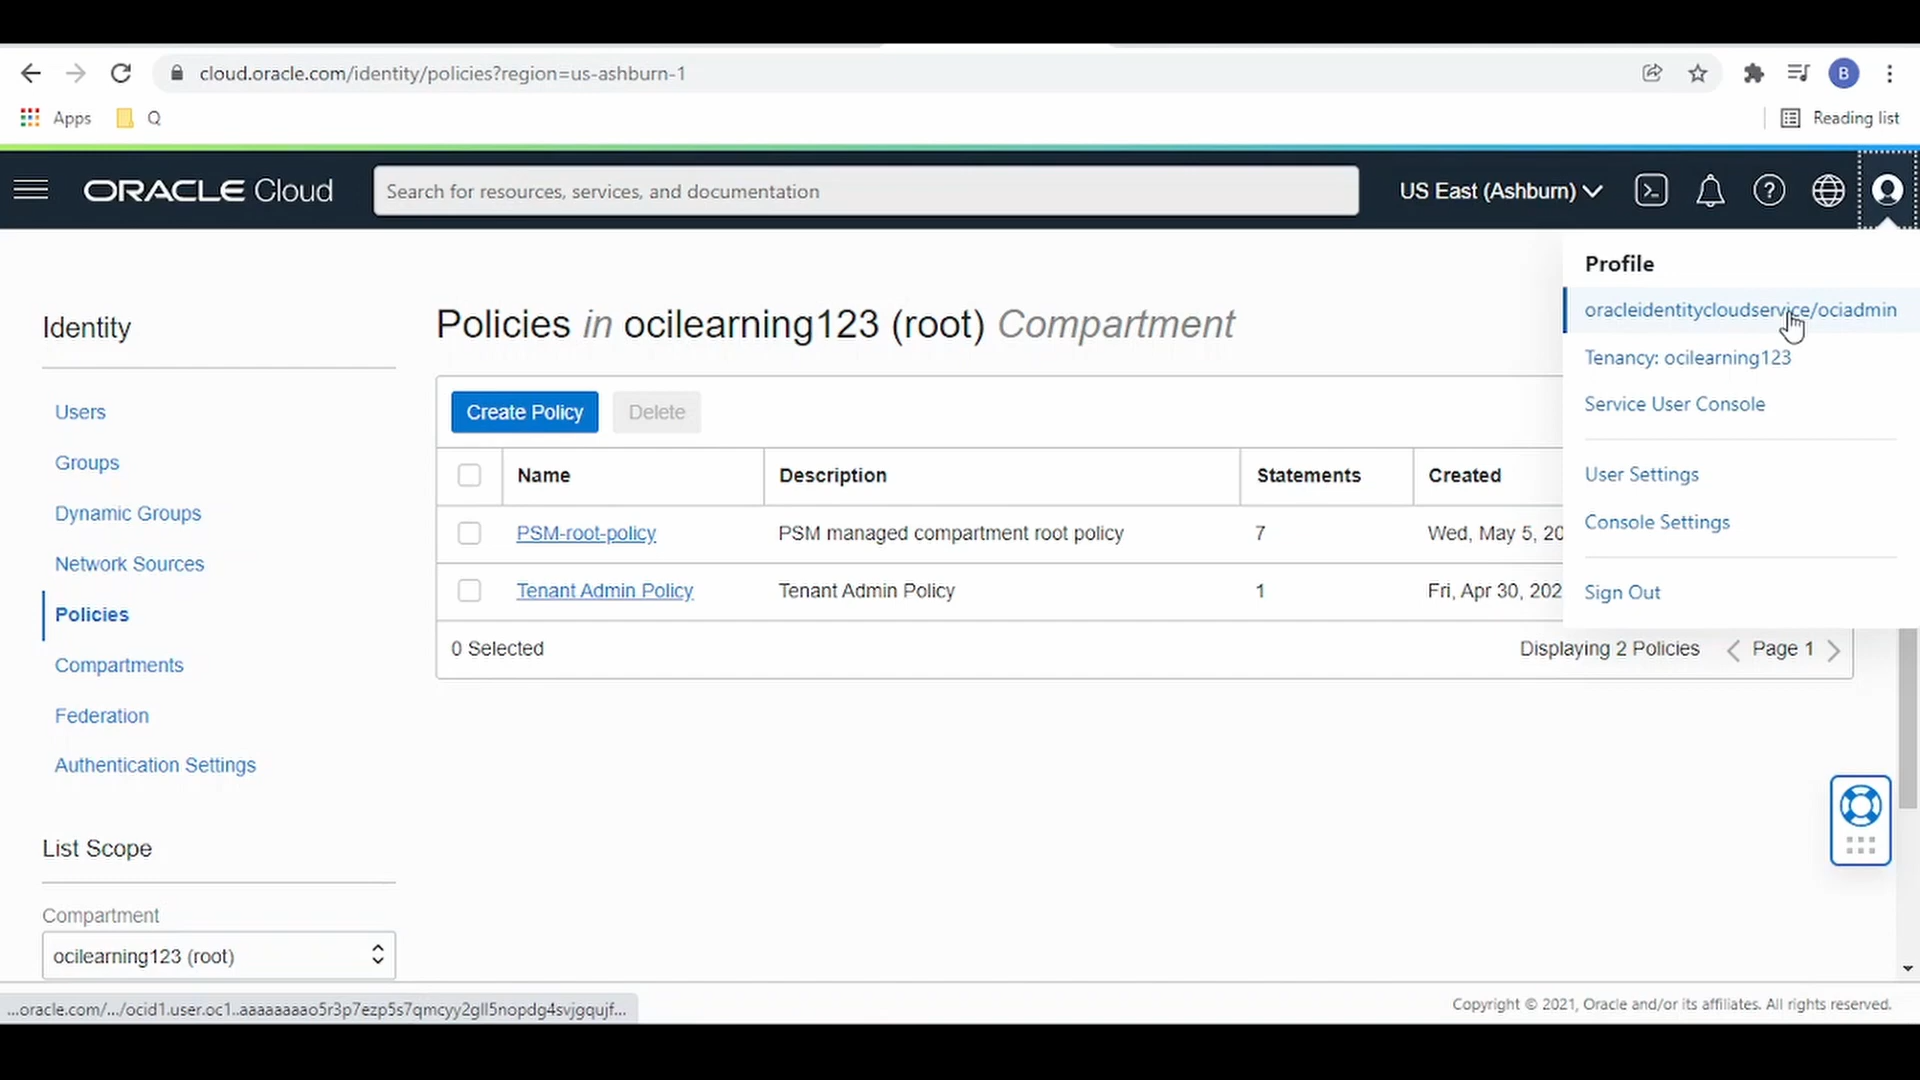 cloud.oracle.com/identity/policies?region=us-ashburn-1
B
Apps
Q
Reading list
ORACLE Cloud
Search for resources, services, and documentation
US East (Ashburn)
Profile
oracleidentitycloudservice/ociadmin
Tenancy: ocilearning123
Service User Console
User Settings
Console Settings
Sign Out
Identity
Users
Groups
Dynamic Groups
Network Sources
Policies
Compartments
Federation
Authentication Settings
List Scope
Compartment
ocilearning123 (root)
Policies in ocilearning123 (root) Compartment
Create Policy
Delete
Name Description Statements Created
PSM-root-policy PSM managed compartment root policy 7 Wed, May 5, 20
Tenant Admin Policy Tenant Admin Policy 1 Fri, Apr 30, 202
0 Selected
Displaying 2 Policies
Page 1
...oracle.com/.../ocid1.user.oc1..aaaaaaaao5r3p7ezp5s7qmcyy2gll5nopdg4svjgqujf...
Copyright © 2021, Oracle and/or its affiliates. All rights reserved.